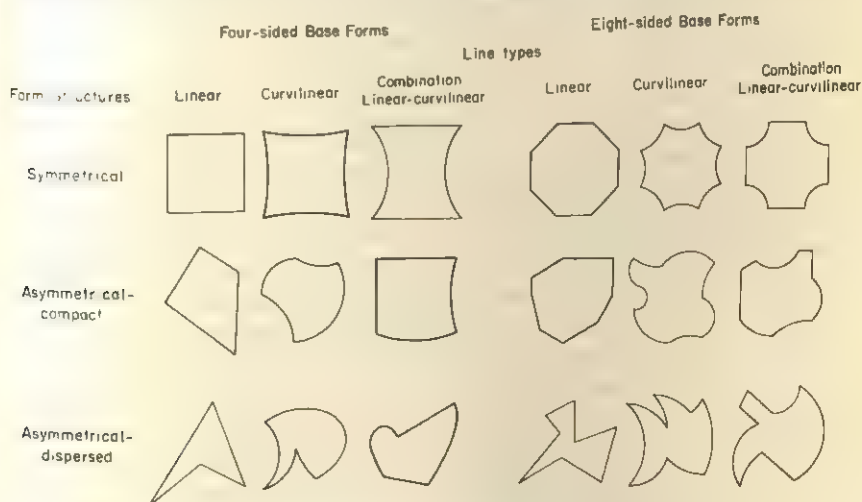 Four-sided Base Forms
Eight-sided Base Forms
Line types
Linear
Curvilinear
Combination
Linear-curvilinear
Linear
Curvilinear
Combination
Linear-curvilinear
Symmetrical
Asymmetrical-
compact
Asymmetrical-
dispersed